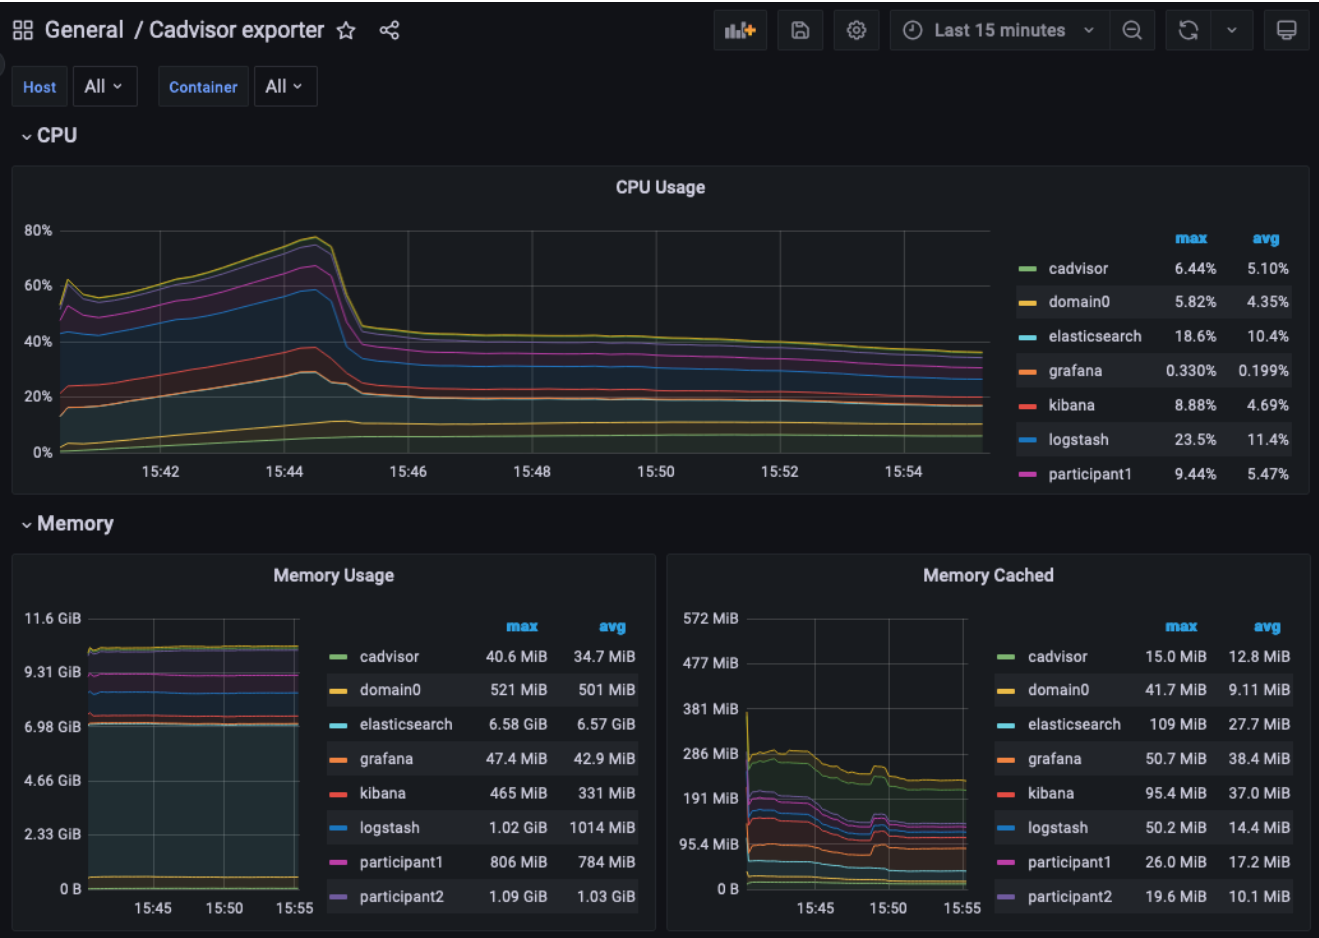 General / Cadvisor exporter
Last 15 minutes
Host All Container All
CPU
CPU Usage
80%
60%
40%
20%
0%
15:42 15:44 15:46 15:48 15:50 15:52 15:54
max avg
cadvisor 6.44% 5.10%
domain0 5.82% 4.35%
elasticsearch 18.6% 10.4%
grafana 0.330% 0.199%
kibana 8.88% 4.69%
logstash 23.5% 11.4%
participant1 9.44% 5.47%
Memory
Memory Usage
11.6 GiB
9.31 GiB
6.98 GiB
4.66 GiB
2.33 GiB
0 B
15:45 15:50 15:55
max avg
cadvisor 40.6 MiB 34.7 MiB
domain0 521 MiB 501 MiB
elasticsearch 6.58 GiB 6.57 GiB
grafana 47.4 MiB 42.9 MiB
kibana 465 MiB 331 MiB
logstash 1.02 GiB 1014 MiB
participant1 806 MiB 784 MiB
participant2 1.09 GiB 1.03 GiB
Memory Cached
572 MiB
477 MiB
381 MiB
286 MiB
191 MiB
95.4 MiB
0 B
15:45 15:50 15:55
max avg
cadvisor 15.0 MiB 12.8 MiB
domain0 41.7 MiB 9.11 MiB
elasticsearch 109 MiB 27.7 MiB
grafana 50.7 MiB 38.4 MiB
kibana 95.4 MiB 37.0 MiB
logstash 50.2 MiB 14.4 MiB
participant1 26.0 MiB 17.2 MiB
participant2 19.6 MiB 10.1 MiB